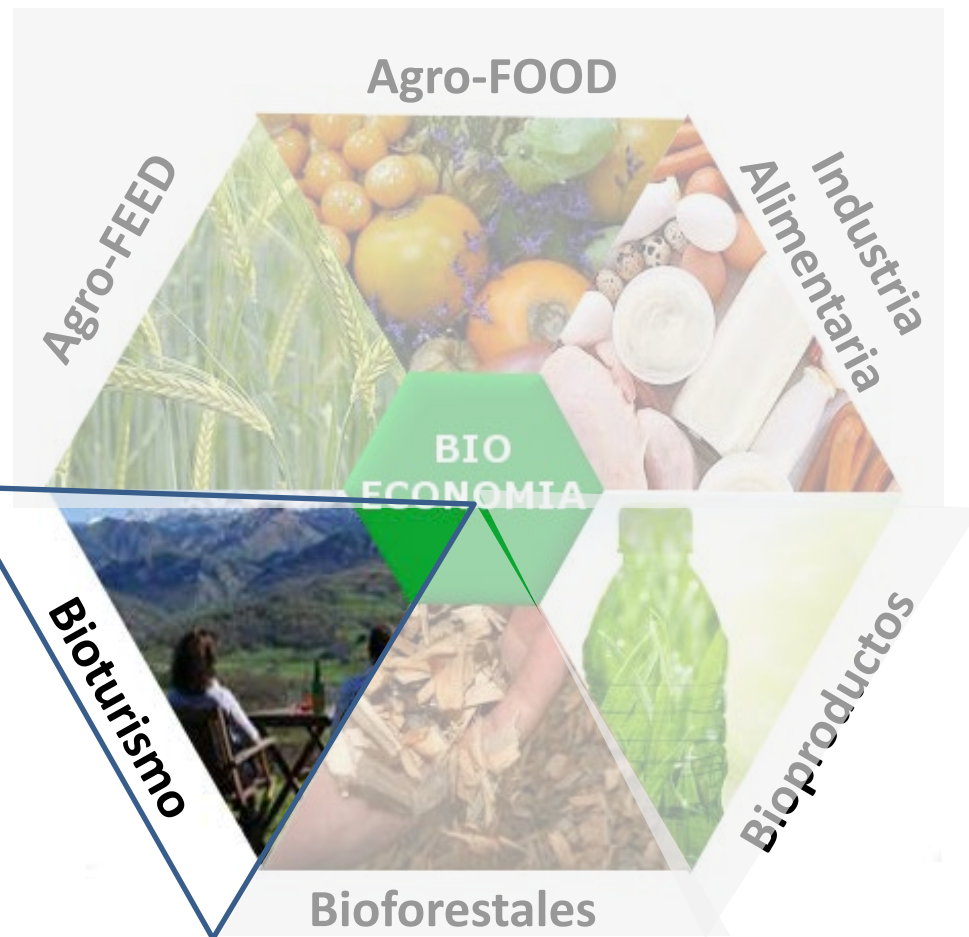 Agro-FOOD
Agro-FEED
Industria
Alimentaria
BIO
ECONOMIA
Bioturismo
Bioproductos
Bioforestales